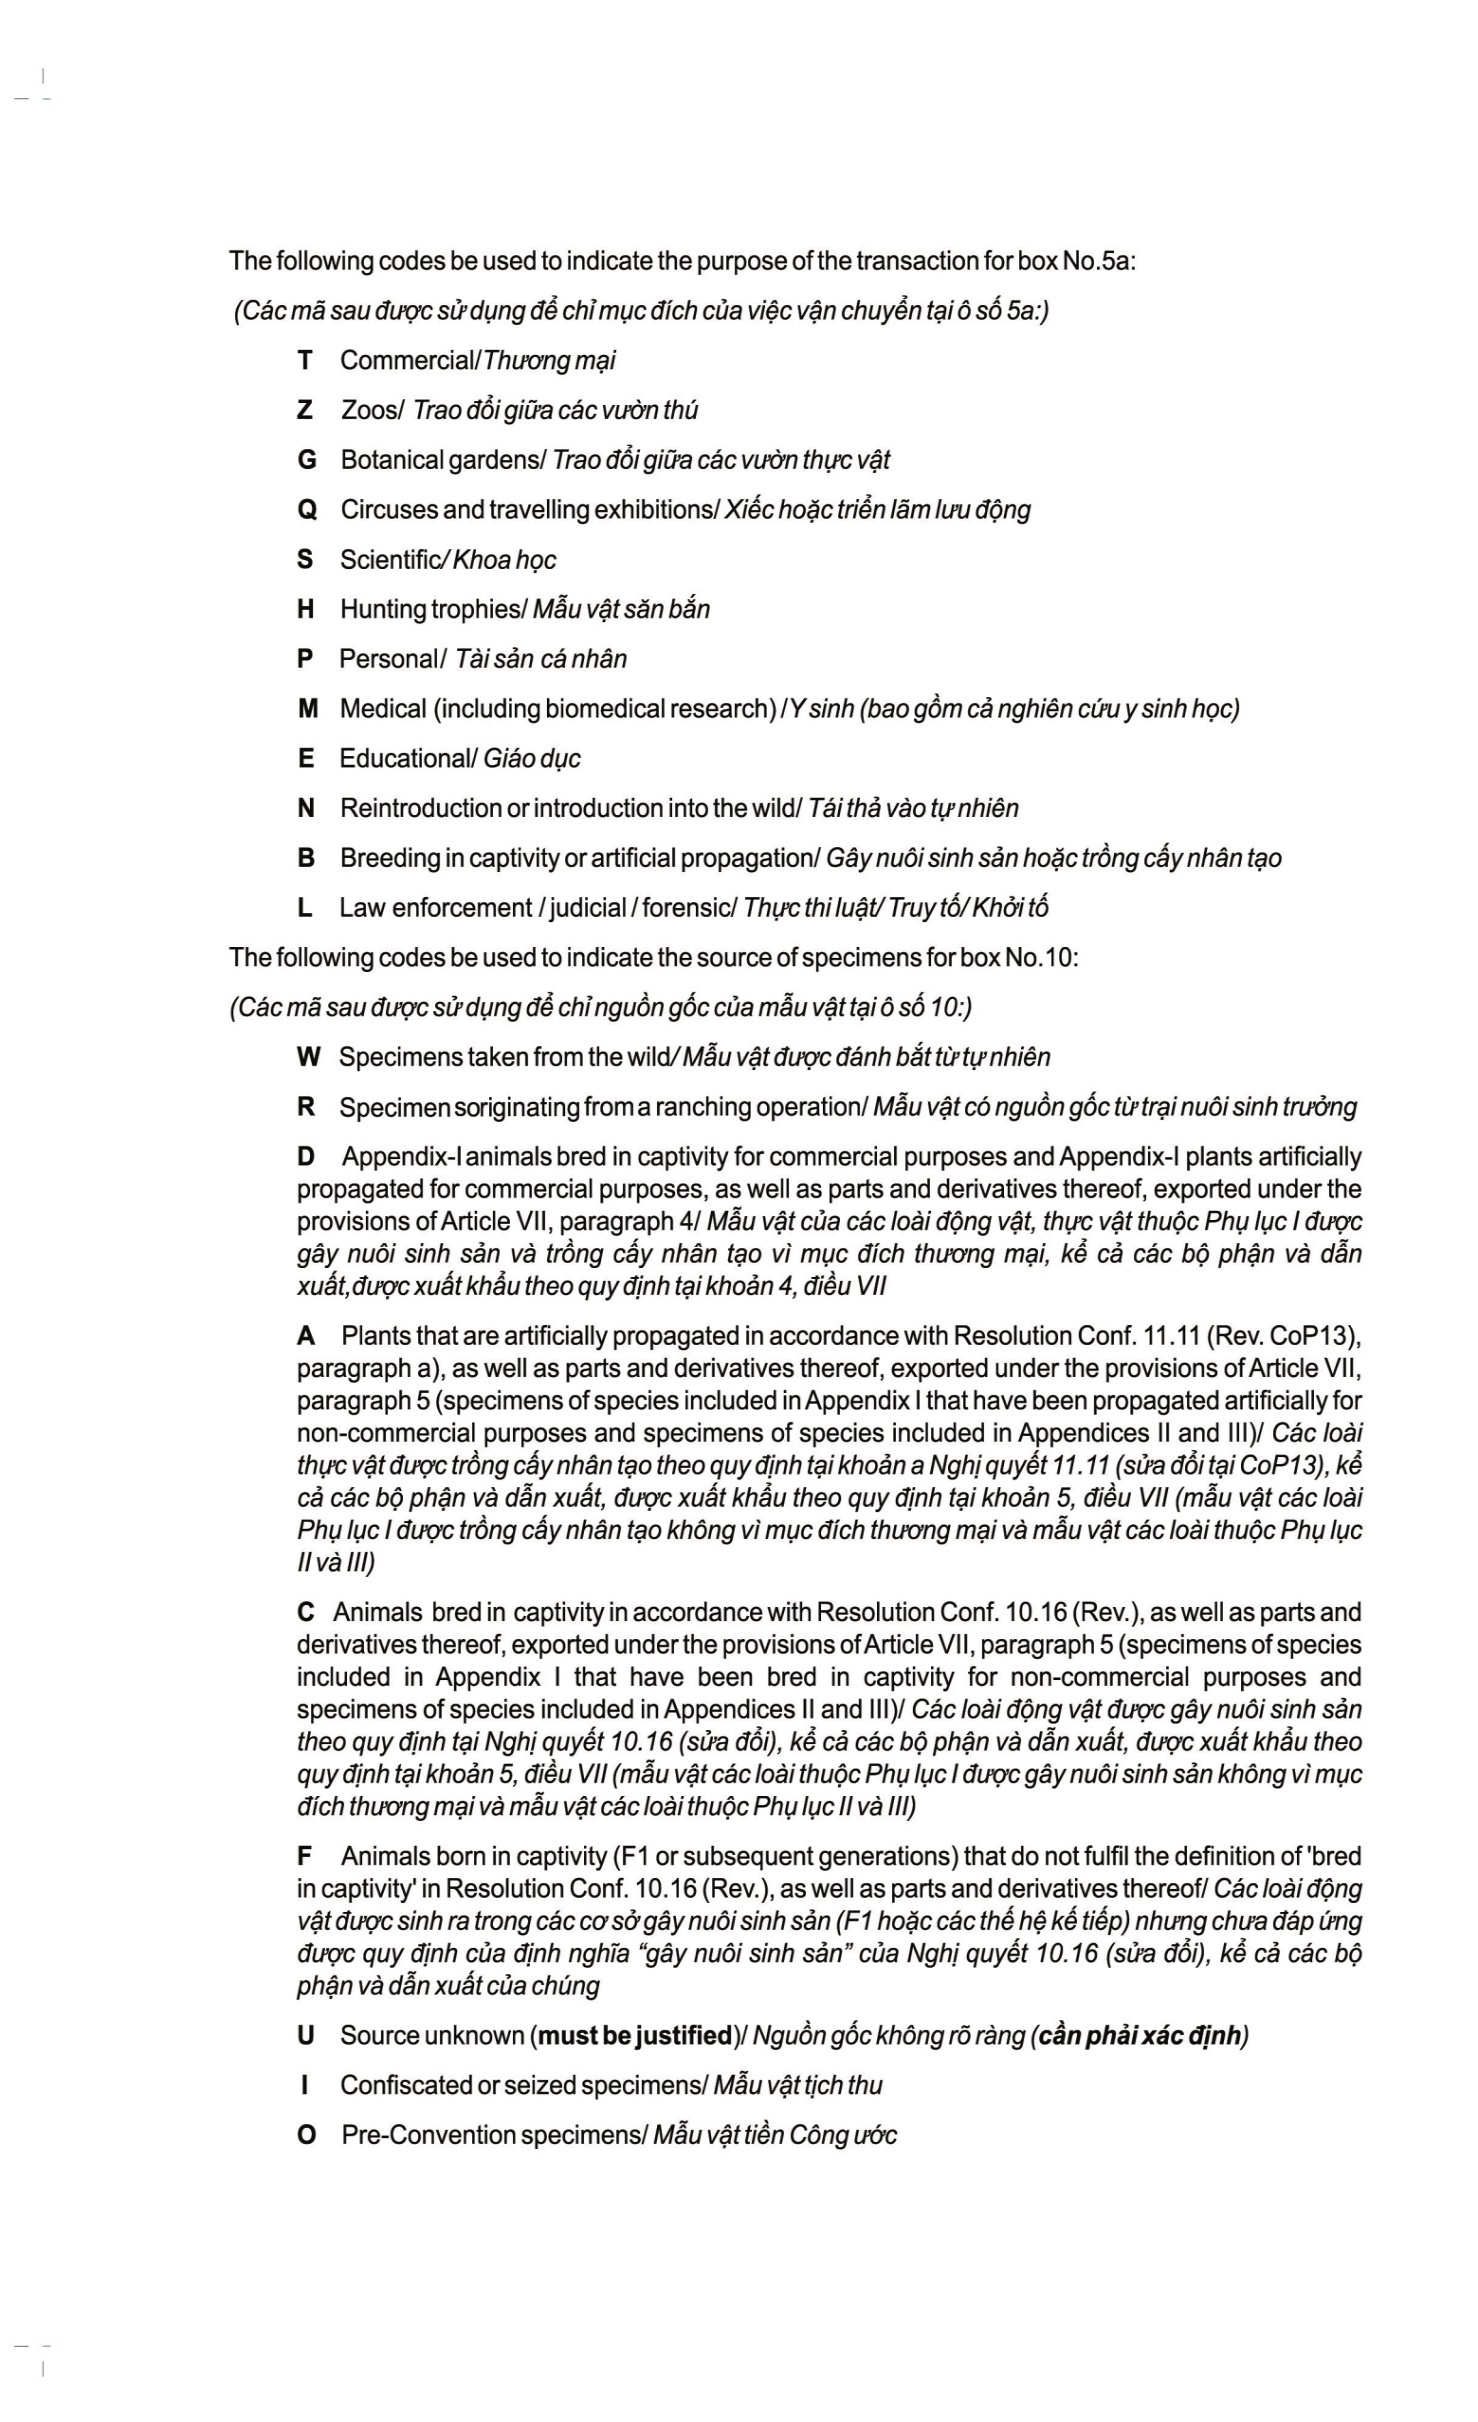 The following codes be used to indicate the purpose of the transaction for box No.5a:
(Các mã sau được sử dụng để chỉ mục đích của việc vận chuyển tại ô số 5a:)
T Commercial/Thương mại
Z Zoos/ Trao đổi giữa các vườn thú
G Botanical gardens/ Trao đổi giữa các vườn thực vật
Q Circuses and travelling exhibitions/ Xiếc hoặc triển lãm lưu động
S Scientific/ Khoa học
H Hunting trophies/ Mẫu vật săn bắn
P Personal/ Tài sản cá nhân
M Medical (including biomedical research) /Y sinh (bao gồm cả nghiên cứu y sinh học)
E Educational/ Giáo dục
N Reintroduction or introduction into the wild/ Tái thả vào tự nhiên
B Breeding in captivity or artificial propagation/ Gây nuôi sinh sản hoặc trồng cấy nhân tạo
L Law enforcement / judicial / forensic/ Thực thi luật/ Truy tố/ Khởi tố
The following codes be used to indicate the source of specimens for box No.10:
(Các mã sau được sử dụng để chỉ nguồn gốc của mẫu vật tại ô số 10:)
W Specimens taken from the wild/ Mẫu vật được đánh bắt từ tự nhiên
R Specimen soriginating from a ranching operation/ Mẫu vật có nguồn gốc từ trại nuôi sinh trưởng
D Appendix-I animals bred in captivity for commercial purposes and Appendix-I plants artificially
propagated for commercial purposes, as well as parts and derivatives thereof, exported under the
provisions of Article VII, paragraph 4/ Mẫu vật của các loài động vật, thực vật thuộc Phụ lục I được
gây nuôi sinh sản và trồng cấy nhân tạo vì mục đích thương mại, kể cả các bộ phận và dẫn
xuất,được xuất khẩu theo quy định tại khoản 4, điều VII
A Plants that are artificially propagated in accordance with Resolution Conf. 11.11 (Rev. CoP13),
paragraph a), as well as parts and derivatives thereof, exported under the provisions of Article VII,
paragraph 5 (specimens of species included in Appendix I that have been propagated artificially for
non-commercial purposes and specimens of species included in Appendices II and III)/ Các loài
thực vật được trồng cấy nhân tạo theo quy định tại khoản a Nghị quyết 11.11 (sửa đổi tại CoP13), kể
cả các bộ phận và dẫn xuất, được xuất khẩu theo quy định tại khoản 5, điều VII (mẫu vật các loài
Phụ lục I được trồng cấy nhân tạo không vì mục đích thương mại và mẫu vật các loài thuộc Phụ lục
II và III)
C Animals bred in captivity in accordance with Resolution Conf. 10.16 (Rev.), as well as parts and
derivatives thereof, exported under the provisions of Article VII, paragraph 5 (specimens of species
included in Appendix I that have been bred in captivity for non-commercial purposes and
specimens of species included in Appendices II and III)/ Các loài động vật được gây nuôi sinh sản
theo quy định tại Nghị quyết 10.16 (sửa đổi), kể cả các bộ phận và dẫn xuất, được xuất khẩu theo
quy định tại khoản 5, điều VII (mẫu vật các loài thuộc Phụ lục I được gây nuôi sinh sản không vì mục
đích thương mại và mẫu vật các loài thuộc Phụ lục II và III)
F Animals born in captivity (F1 or subsequent generations) that do not fulfil the definition of 'bred
in captivity' in Resolution Conf. 10.16 (Rev.), as well as parts and derivatives thereof/ Các loài động
vật được sinh ra trong các cơ sở gây nuôi sinh sản (F1 hoặc các thế hệ kế tiếp) nhưng chưa đáp ứng
được quy định của định nghĩa “gây nuôi sinh sản” của Nghị quyết 10.16 (sửa đổi), kể cả các bộ
phận và dẫn xuất của chúng
U Source unknown (must be justified)/ Nguồn gốc không rõ ràng (cần phải xác định)
I Confiscated or seized specimens/ Mẫu vật tịch thu
O Pre-Convention specimens/ Mẫu vật tiền Công ước